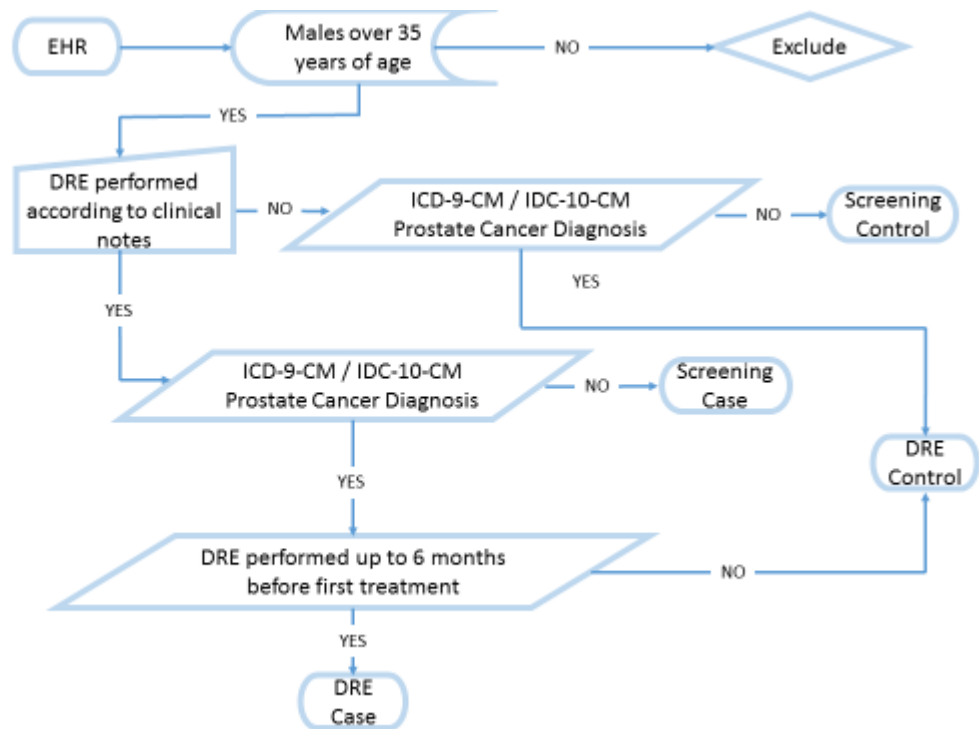 EHR
Males over 35
years of age
NO
Exclude
YES
DRE performed
according to clinical
notes
NO
ICD-9-CM / IDC-10-CM
Prostate Cancer Diagnosis
NO
Screening
Control
YES
YES
ICD-9-CM / IDC-10-CM
Prostate Cancer Diagnosis
NO
Screening
Case
DRE
Control
YES
DRE performed up to 6 months
before first treatment
NO
YES
DRE
Case